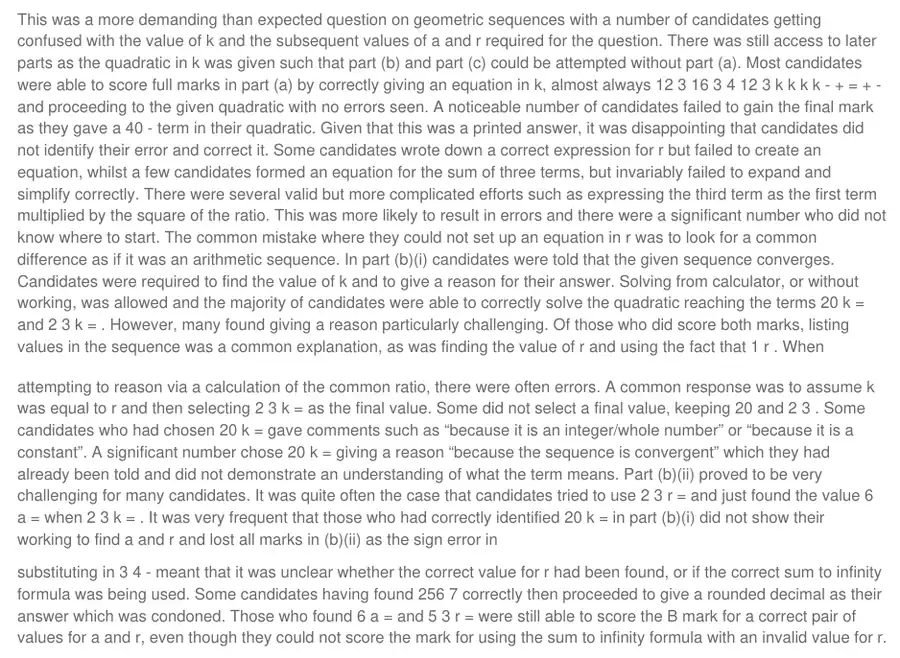 This was a more demanding than expected question on geometric sequences with a number of candidates getting
confused with the value of k and the subsequent values of a and r required for the question. There was still access to later
parts as the quadratic in k was given such that part (b) and part (c) could be attempted without part (a). Most candidates
were able to score full marks in part (a) by correctly giving an equation in k, almost always 12 3 16 3 4 12 3 k k k k - + = + -
and proceeding to the given quadratic with no errors seen. A noticeable number of candidates failed to gain the final mark
as they gave a 40 - term in their quadratic. Given that this was a printed answer, it was disappointing that candidates did
not identify their error and correct it. Some candidates wrote down a correct expression for r but failed to create an
equation, whilst a few candidates formed an equation for the sum of three terms, but invariably failed to expand and
simplify correctly. There were several valid but more complicated efforts such as expressing the third term as the first term
multiplied by the square of the ratio. This was more likely to result in errors and there were a significant number who did not
know where to start. The common mistake where they could not set up an equation in r was to look for a common
difference as if it was an arithmetic sequence. In part (b)(i) candidates were told that the given sequence converges.
Candidates were required to find the value of k and to give a reason for their answer. Solving from calculator, or without
working, was allowed and the majority of candidates were able to correctly solve the quadratic reaching the terms 20 k =
and 2 3 k = . However, many found giving a reason particularly challenging. Of those who did score both marks, listing
values in the sequence was a common explanation, as was finding the value of r and using the fact that 1 r . When
attempting to reason via a calculation of the common ratio, there were often errors. A common response was to assume k
was equal to r and then selecting 2 3 k = as the final value. Some did not select a final value, keeping 20 and 2 3 . Some
candidates who had chosen 20 k = gave comments such as “because it is an integer/whole number” or “because it is a
constant”. A significant number chose 20 k = giving a reason “because the sequence is convergent” which they had
already been told and did not demonstrate an understanding of what the term means. Part (b)(ii) proved to be very
challenging for many candidates. It was quite often the case that candidates tried to use 2 3 r = and just found the value 6
a = when 2 3 k = . It was very frequent that those who had correctly identified 20 k = in part (b)(i) did not show their
working to find a and r and lost all marks in (b)(ii) as the sign error in
substituting in 3 4 - meant that it was unclear whether the correct value for r had been found, or if the correct sum to infinity
formula was being used. Some candidates having found 256 7 correctly then proceeded to give a rounded decimal as their
answer which was condoned. Those who found 6 a = and 5 3 r = were still able to score the B mark for a correct pair of
values for a and r, even though they could not score the mark for using the sum to infinity formula with an invalid value for r.